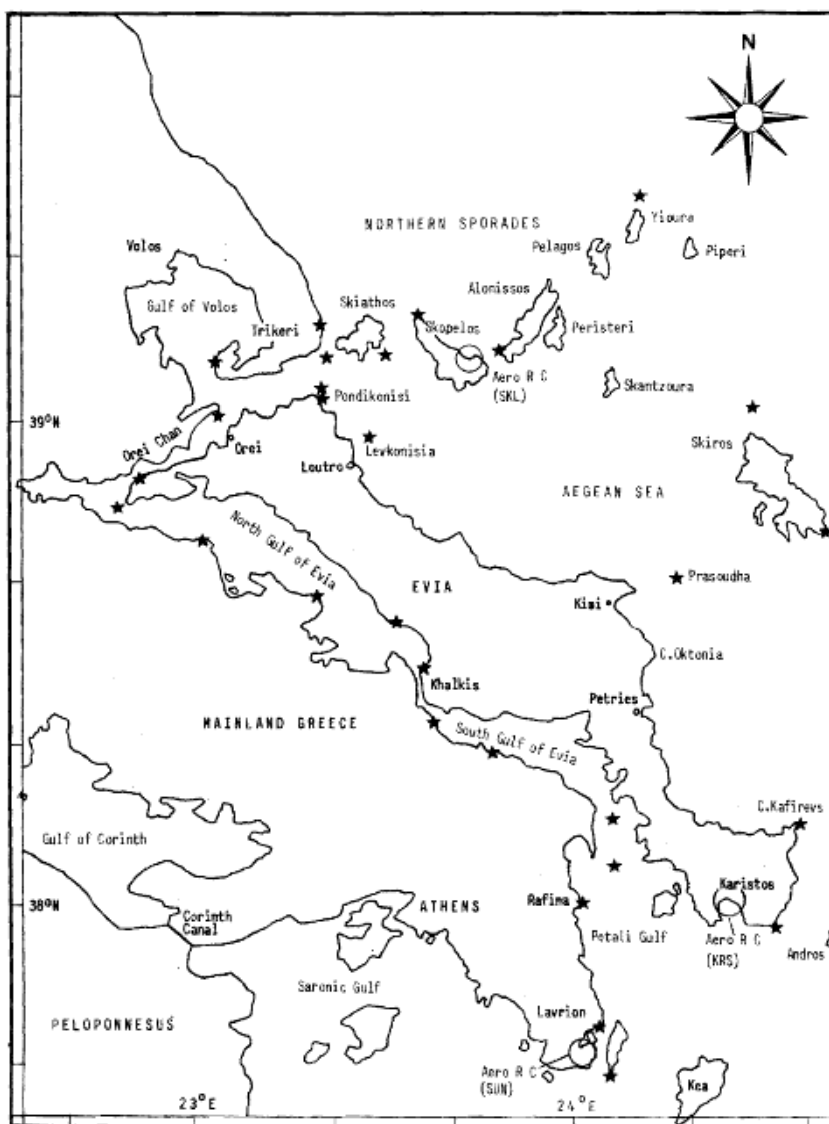 N
NORTHERN SPORADES
Yioura
Volos
Pelagos
Piperi
Gulf of Volos
Skiathos
Alonissos
Trikeri
Skopelos
Peristeri
Aero R C
(SKL)
Skantzoura
Pondikonisi
39°N
Orei Chan
Orei
Levkonisia
Skiros
Loutro
AEGEAN SEA
North Gulf of Evia
EVIA
Prasoudha
Kimi
C.Oktonia
Khalkis
Petries
MAINLAND GREECE
South Gulf of Evia
C.Kafirevs
Gulf of Corinth
Karistos
38°N
ATHENS
Rafina
Corinth
Canal
Petali Gulf
Aero R C
(KRS)
Andros
Saronic Gulf
Lavrion
PELOPONNESUS
Aero R C
(SUN)
Kea
23°E
24°E